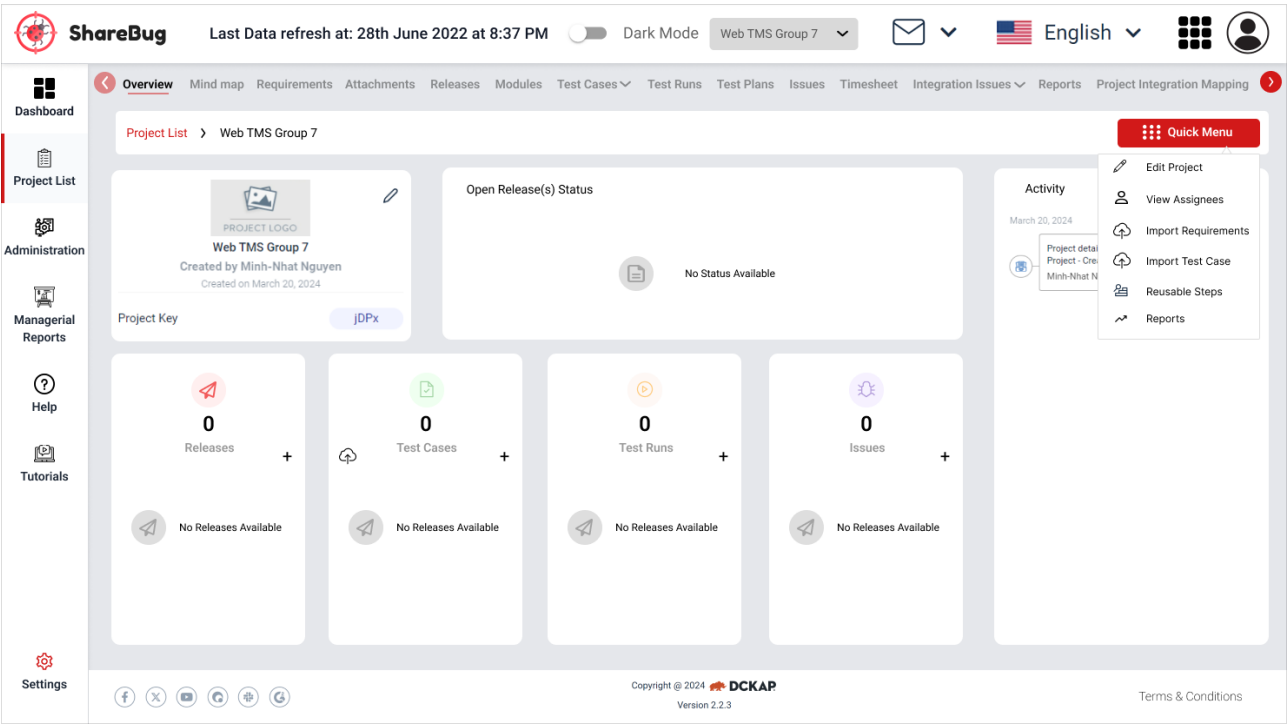 ShareBug
Last Data refresh at: 28th June 2022 at 8:37 PM
Dark Mode
Web TMS Group 7
English
Dashboard
Project List
Administration
Managerial
Reports
Help
Tutorials
Settings
Overview
Mind map
Requirements
Attachments
Releases
Modules
Test Cases
Test Runs
Test Plans
Issues
Timesheet
Integration Issues
Reports
Project Integration Mapping
Project List
Web TMS Group 7
Quick Menu
Edit Project
View Assignees
Import Requirements
Import Test Case
Reusable Steps
Reports
PROJECT LOGO
Web TMS Group 7
Created by Minh-Nhat Nguyen
Created on March 20, 2024
Project Key
jDPx
Open Release(s) Status
No Status Available
Activity
March 20, 2024
Project detai
Project - Crea
Minh-Nhat N
0
Releases
+
No Releases Available
0
Test Cases
+
No Releases Available
0
Test Runs
+
No Releases Available
0
Issues
+
No Releases Available
Copyright @ 2024 DCKAP
Version 2.2.3
Terms & Conditions